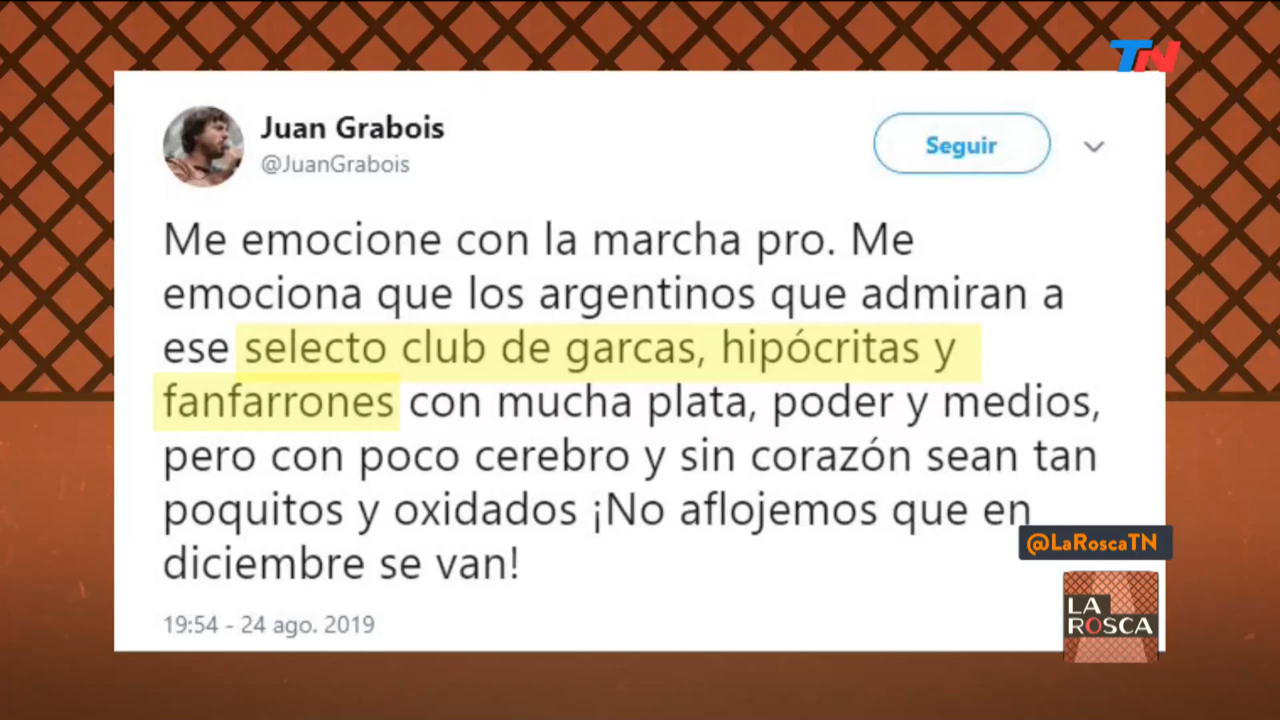 TN
Juan Grabois
@JuanGrabois
Seguir
Me emocione con la marcha pro. Me
emociona que los argentinos que admiran a
ese selecto club de garcas, hipócritas y
fanfarrones con mucha plata, poder y medios,
pero con poco cerebro y sin corazón sean tan
poquitos y oxidados ¡No aflojemos que en
diciembre se van!
19:54 - 24 ago. 2019
@LaRoscaTN
LA
ROSCA